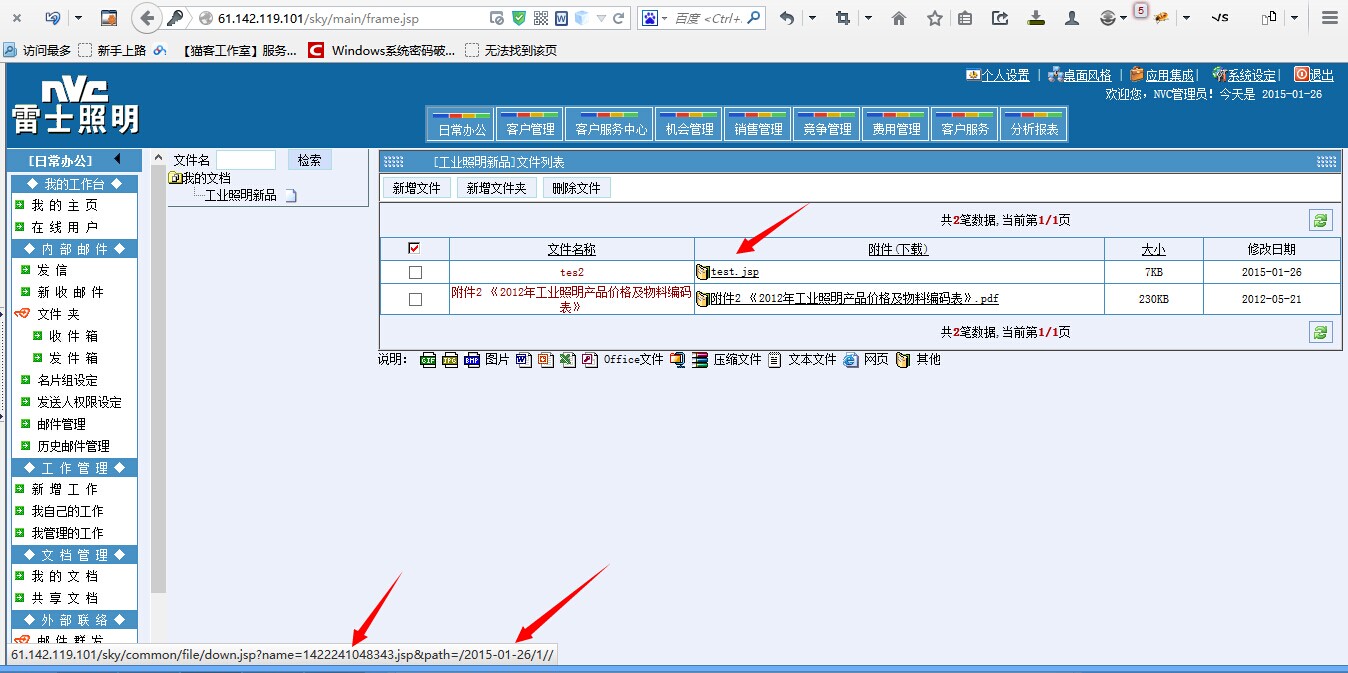 61.142.119.101/sky/main/frame.jsp
百度 <Ctrl+.
5
访问最多 新手上路 【猫客工作室】服务... Windows系统密码破... 无法找到该页
nVC
雷士照明
个人设置 | 桌面风格 | 应用集成| 系统设定| 退出
欢迎您，NVC管理员！今天是 2015-01-26
日常办公 客户管理 客户服务中心 机会管理 销售管理 竞争管理 费用管理 客户服务 分析报表
[日常办公]
◆ 我的工作台 ◆
我 的 主 页
在 线 用 户
◆ 内 部 邮 件 ◆
发 信
新 收 邮 件
文 件 夹
收 件 箱
发 件 箱
名片组设定
发送人权限设定
邮件管理
历史邮件管理
◆ 工 作 管 理 ◆
新 增 工 作
我自己的工作
我管理的工作
◆ 文 档 管 理 ◆
我 的 文 档
共 享 文 档
◆ 外 部 联 络 ◆
邮 件 群 发
文件名 检索
我的文档
工业照明新品
[工业照明新品]文件列表
新增文件 新增文件夹 删除文件
共2笔数据,当前第1/1页
文件名称 附件(下载) 大小 修改日期
tes2 test.jsp 7KB 2015-01-26
附件2 《2012年工业照明产品价格及物料编码
表》
附件2 《2012年工业照明产品价格及物料编码表》.pdf 230KB 2012-05-21
共2笔数据,当前第1/1页
说明： GIF JPG BMP 图片 Office文件 压缩文件 文本文件 网页 其他
61.142.119.101/sky/common/file/down.jsp?name=1422241048343.jsp&path=/2015-01-26/1//